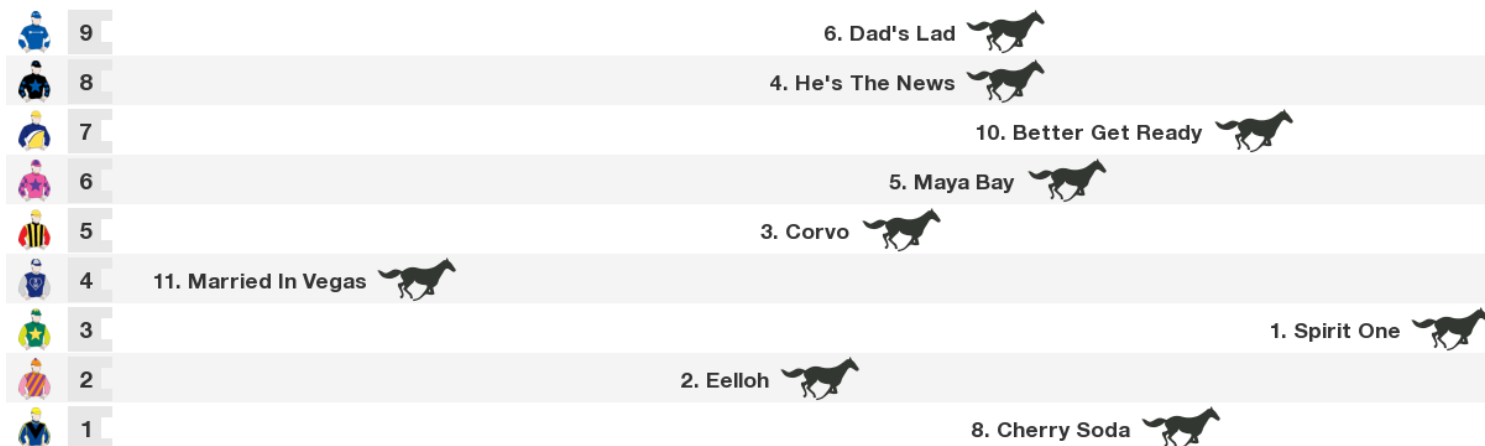 9 6. Dad's Lad
8 4. He's The News
7 10. Better Get Ready
6 5. Maya Bay
5 3. Corvo
4 11. Married In Vegas
3 1. Spirit One
2 2. Eelloh
1 8. Cherry Soda